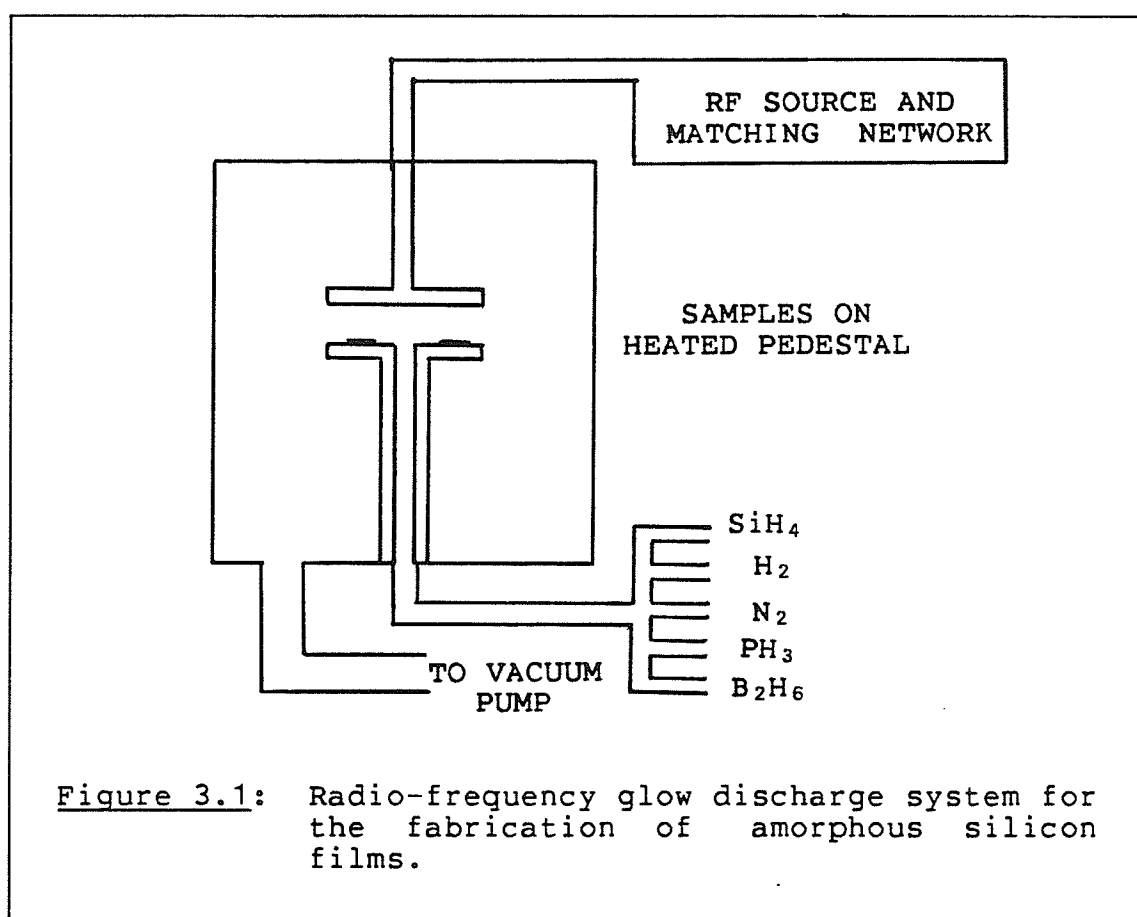 RF SOURCE AND
MATCHING NETWORK
SAMPLES ON
HEATED PEDESTAL
SiH₄
H₂
N₂
PH₃
B₂H₆
TO VACUUM
PUMP
Figure 3.1: Radio-frequency glow discharge system for
the fabrication of amorphous silicon
films.